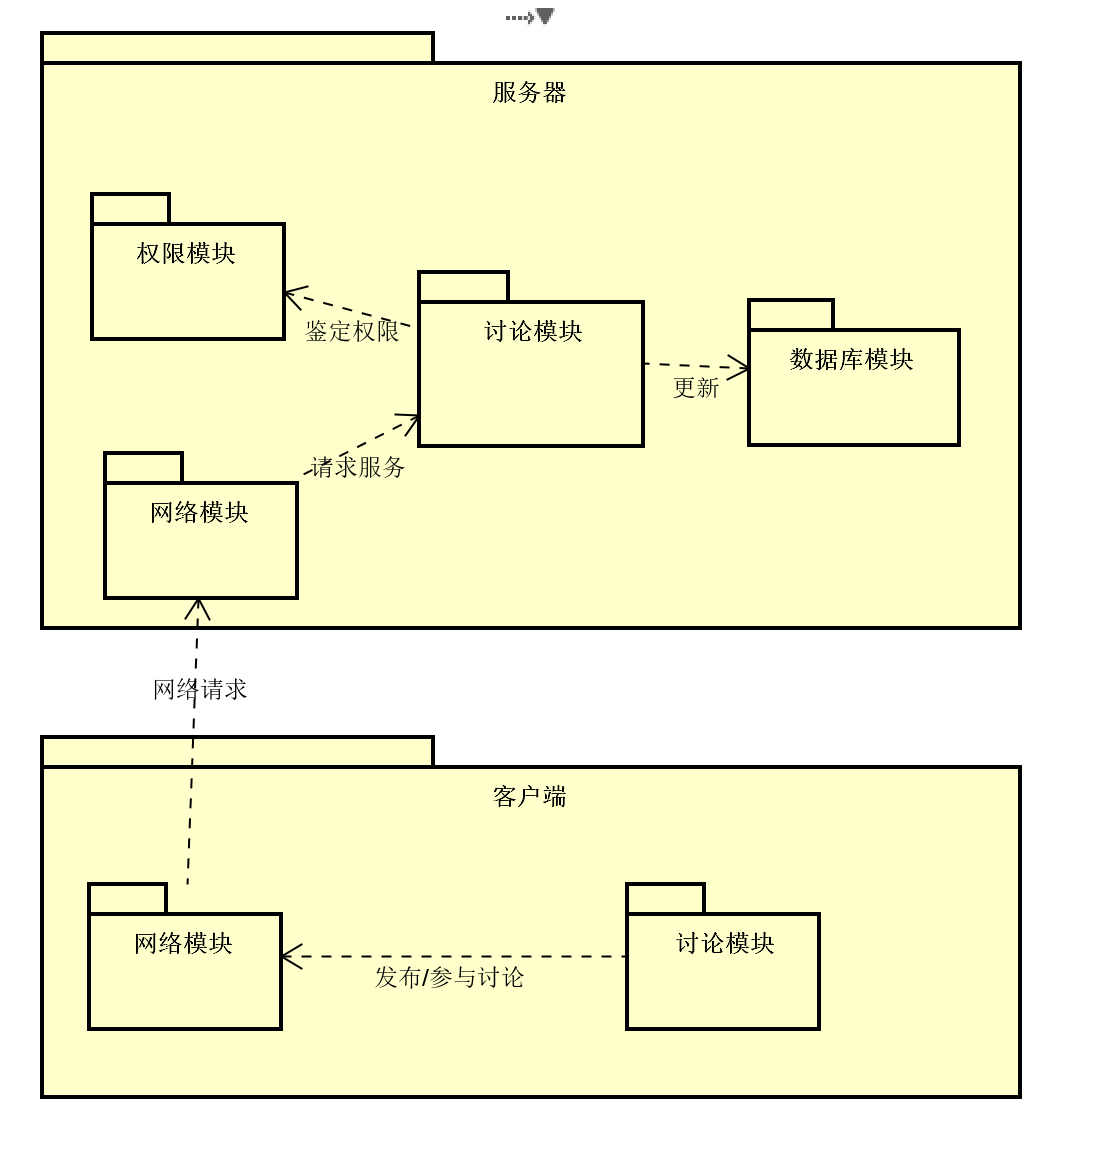 服务器
权限模块
鉴定权限
讨论模块
更新
数据库模块
请求服务
网络模块
网络请求
客户端
网络模块
发布/参与讨论
讨论模块